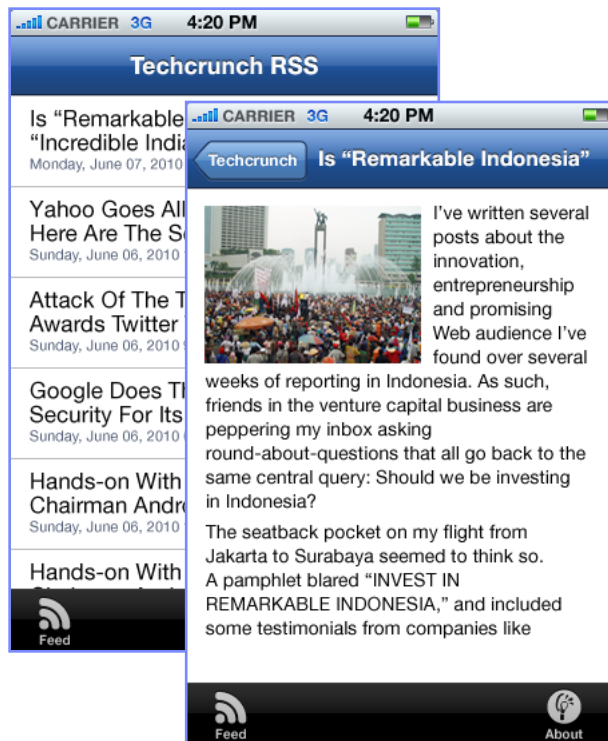 CARRIER 3G 4:20 PM
Techcrunch RSS
Is “Remarkable
“Incredible India
Monday, June 07, 2010
Yahoo Goes All
Here Are The
Sunday, June 06, 2010
Attack Of The T
Awards Twitter
Sunday, June 06, 2010
Google Does Th
Security For Its
Sunday, June 06, 2010
Hands-on With
Chairman Andr
Sunday, June 06, 2010
Hands-on With
Feed
CARRIER 3G 4:20 PM
Techcrunch Is “Remarkable Indonesia”
I’ve written several
posts about the
innovation,
entrepreneurship
and promising
Web audience I’ve
found over several
weeks of reporting in Indonesia. As such,
friends in the venture capital business are
peppering my inbox asking
round-about-questions that all go back to the
same central query: Should we be investing
in Indonesia?
The seatback pocket on my flight from
Jakarta to Surabaya seemed to think so.
A pamphlet blared “INVEST IN
REMARKABLE INDONESIA,” and included
some testimonials from companies like
Feed About